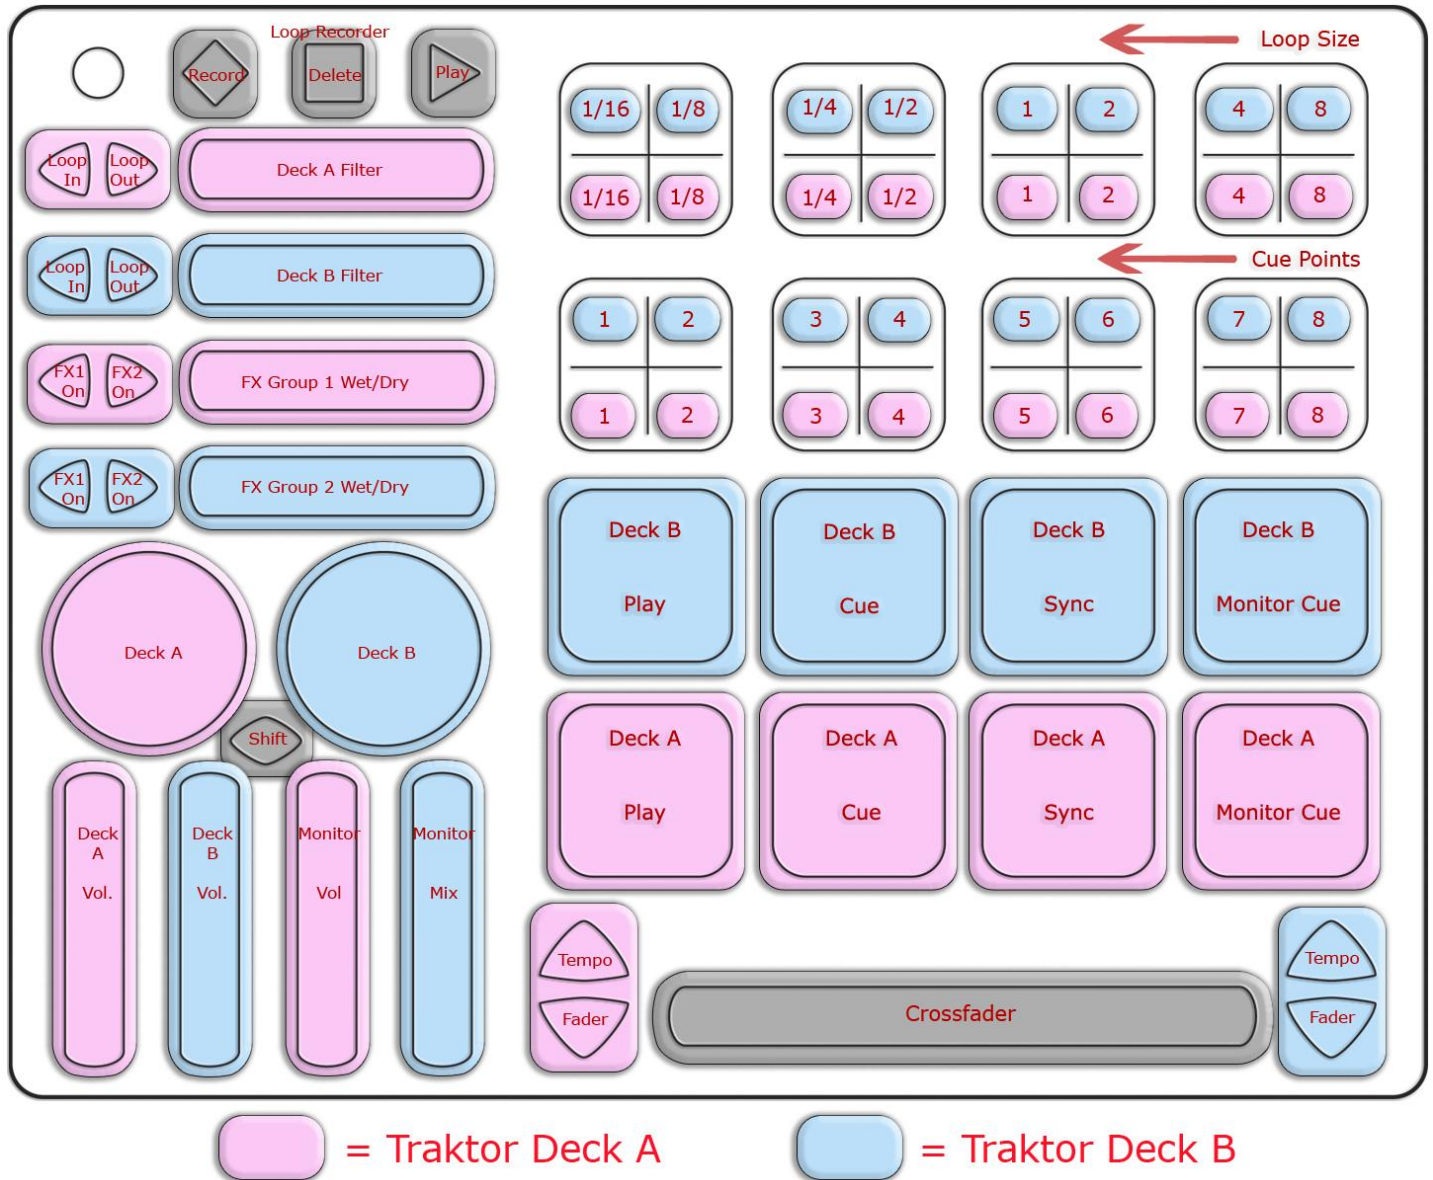 Loop Recorder
Record
Delete
Play
Loop
In
Loop
Out
Deck A Filter
Loop
In
Loop
Out
Deck B Filter
FX1
On
FX2
On
FX Group 1 Wet/Dry
FX1
On
FX2
On
FX Group 2 Wet/Dry
Deck A
Deck B
Shift
Deck
A
Vol.
Deck
B
Vol.
Monitor
Vol
Monitor
Mix
Loop Size
1/16 1/8 1/4 1/2 1 2 4 8
1/16 1/8 1/4 1/2 1 2 4 8
Cue Points
1 2 3 4 5 6 7 8
1 2 3 4 5 6 7 8
Deck B
Play
Deck B
Cue
Deck B
Sync
Deck B
Monitor Cue
Deck A
Play
Deck A
Cue
Deck A
Sync
Deck A
Monitor Cue
Tempo
Fader
Crossfader
Tempo
Fader
= Traktor Deck A
= Traktor Deck B